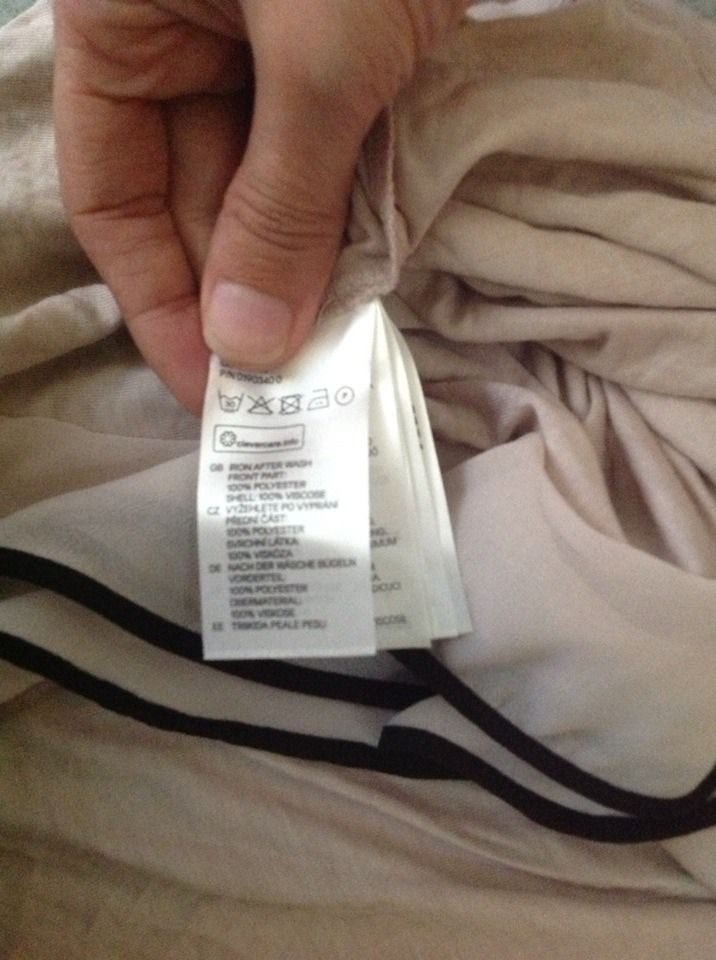 P/N 01903400
30
P
clevercare.info
GB IRON AFTER WASH
FRONT PART:
100% POLYESTER
SHELL: 100% VISCOSE
CZ VYŽEHLETE PO VYPRÁNÍ
PŘEDNÍ ČÁST:
100% POLYESTER
SVRCHNÍ LÁTKA:
100% VISKÓZA
DE NACH DER WÄSCHE BÜGELN
VORDERTEIL:
100% POLYESTER
OBERMATERIAL:
100% VISKOSE
EE TRIIKIDA PEALE PESU